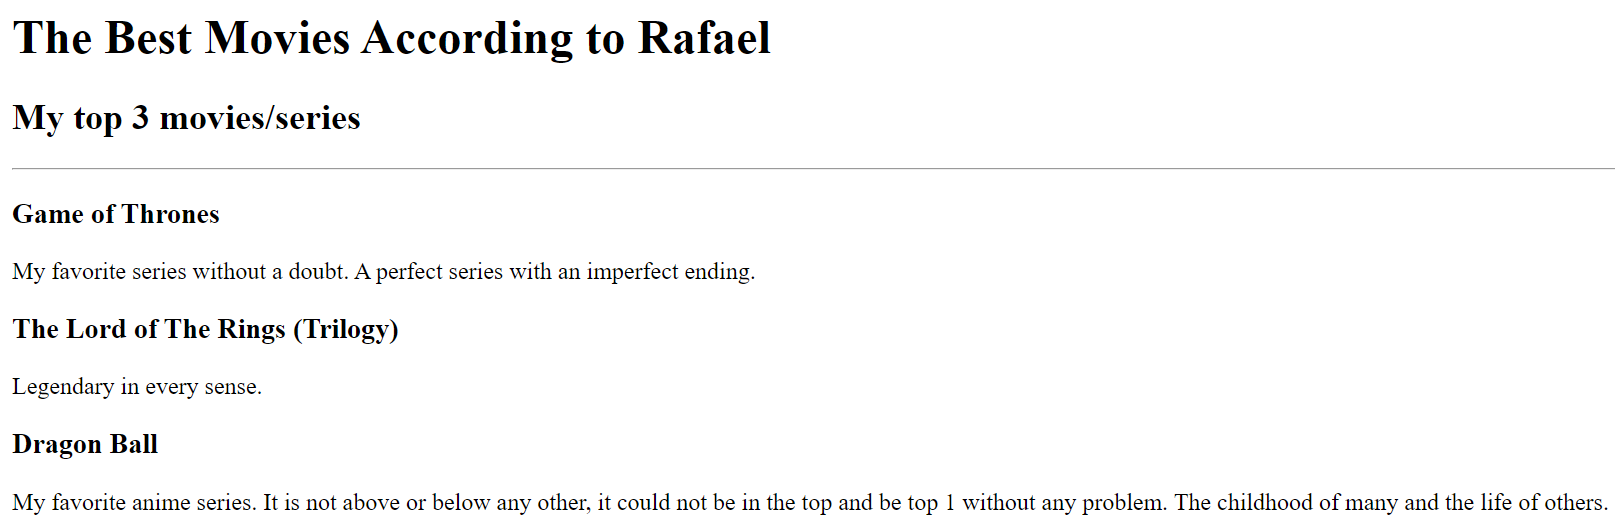 The Best Movies According to Rafael
My top 3 movies/series
Game of Thrones
My favorite series without a doubt. A perfect series with an imperfect ending.
The Lord of The Rings (Trilogy)
Legendary in every sense.
Dragon Ball
My favorite anime series. It is not above or below any other, it could not be in the top and be top 1 without any problem. The childhood of many and the life of others.